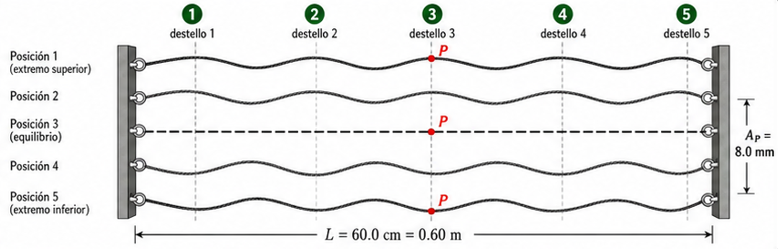 1 2 3 4 5
destello 1 destello 2 destello 3 destello 4 destello 5
Posición 1
(extremo superior)
P
Posición 2
Posición 3
(equilibrio)
P
A_P =
8.0 mm
Posición 4
Posición 5
(extremo inferior)
P
L = 60.0 cm = 0.60 m